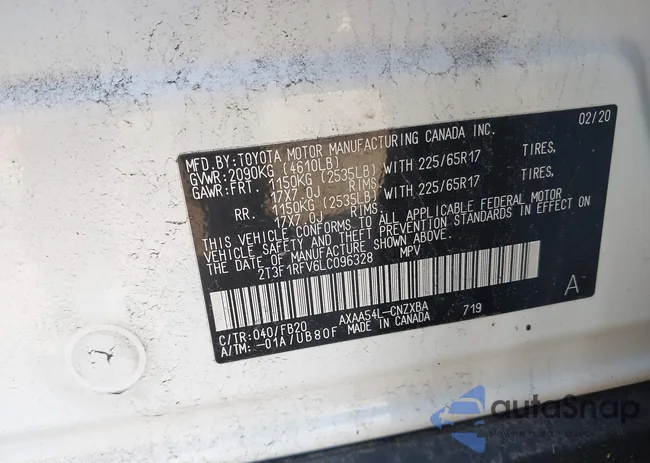 MFD.BY:TOYOTA MOTOR MANUFACTURING CANADA INC. 02/20
GVWR:2090KG (4610LB)
GAWR:FRT. 1150KG (2535LB) WITH 225/65R17 TIRES,
17X7.0J RIMS,
RR. 1150KG (2535LB) WITH 225/65R17 TIRES,
17X7.0J RIMS.
THIS VEHICLE CONFORMS TO ALL APPLICABLE FEDERAL MOTOR
VEHICLE SAFETY AND THEFT PREVENTION STANDARDS IN EFFECT ON
THE DATE OF MANUFACTURE SHOWN ABOVE.
2T3F1RFV6LC096328 MPV
C/TR:040/FB20 AXAA54L-CNZXBA 719 A
A/TM:-01A/UB80F MADE IN CANADA
autoSnap